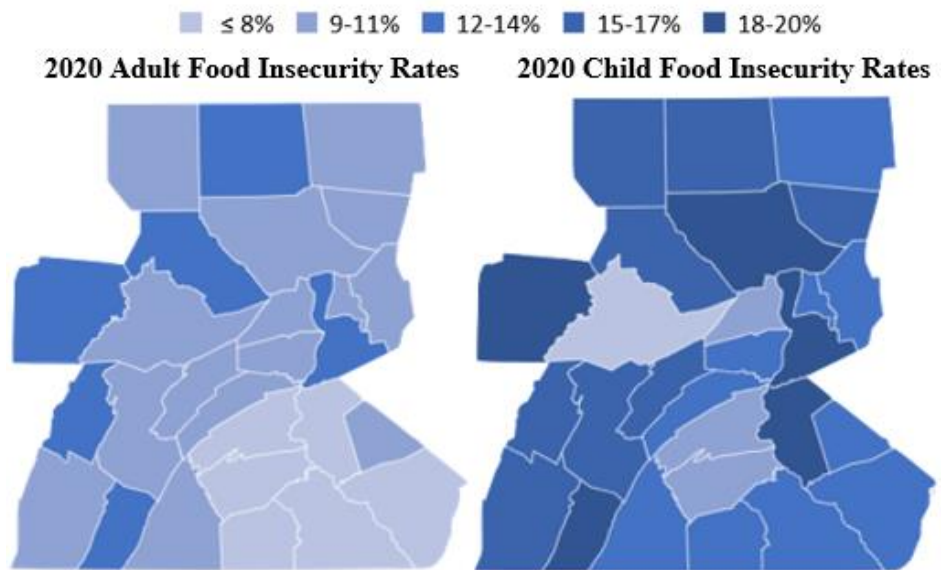 ≤ 8% 9-11% 12-14% 15-17% 18-20%
2020 Adult Food Insecurity Rates 2020 Child Food Insecurity Rates